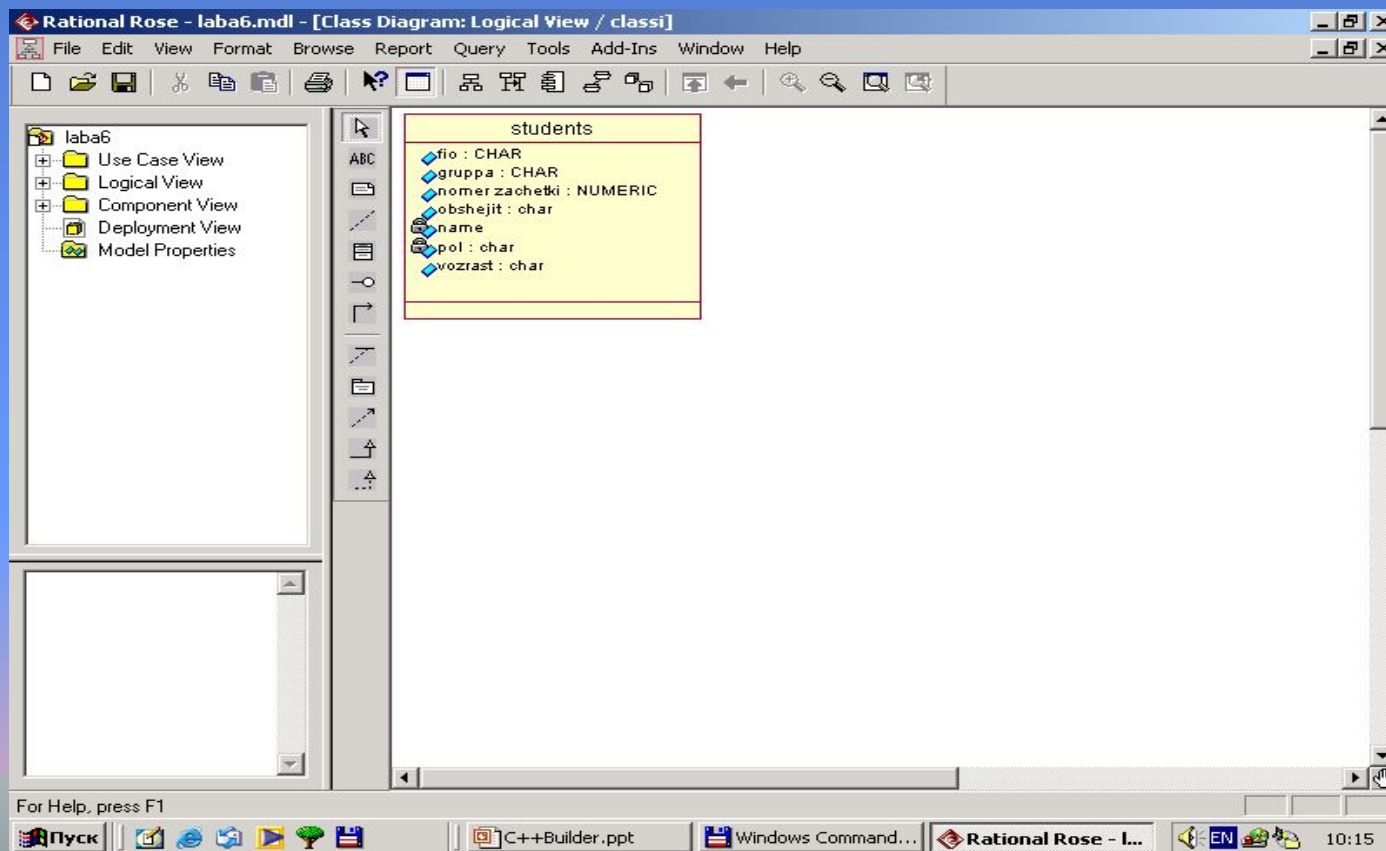 Rational Rose - laba6.mdl - [Class Diagram: Logical View / classi]
File Edit View Format Browse Report Query Tools Add-Ins Window Help
laba6
Use Case View
Logical View
Component View
Deployment View
Model Properties
ABC
students
fio : CHAR
gruppa : CHAR
nomer zachetki : NUMERIC
obshejit : char
name
pol : char
vozrast : char
For Help, press F1
Пуск C++Builder.ppt Windows Command... Rational Rose - l... EN 10:15